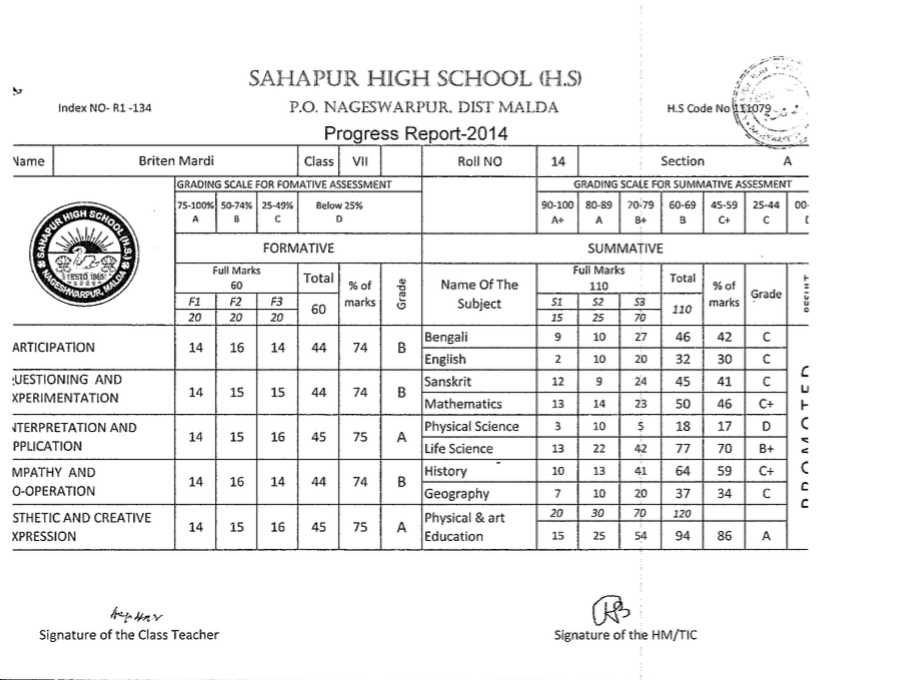 SAHAPUR HIGH SCHOOL (H.S)
Index NO- R1 -134 P.O. NAGESWARPUR, DIST MALDA H.S Code No 111079
Progress Report-2014
Name Briten Mardi Class VII Roll NO 14 Section A
GRADING SCALE FOR FOMATIVE ASSESSMENT GRADING SCALE FOR SUMMATIVE ASSESMENT
75-100% 50-74% 25-49% Below 25% 90-100 80-89 70-79 60-69 45-59 25-44 00-
A B C D A+ A B+ B C+ C
SAHAPUR HIGH SCHOOL (H.S)
NAGESHWARPUR, MALDA
FORMATIVE SUMMATIVE
Full Marks 60 Total % of marks Grade Name Of The Subject Full Marks 110 Total % of marks Grade
F1 F2 F3 60 S1 S2 S3 110
20 20 20 15 25 70
ARTICIPATION 14 16 14 44 74 B Bengali 9 10 27 46 42 C
English 2 10 20 32 30 C
UESTIONING AND XPERIMENTATION 14 15 15 44 74 B Sanskrit 12 9 24 45 41 C
Mathematics 13 14 23 50 46 C+
NTERPRETATION AND PPLICATION 14 15 16 45 75 A Physical Science 3 10 5 18 17 D
Life Science 13 22 42 77 70 B+
MPATHY AND O-OPERATION 14 16 14 44 74 B History 10 13 41 64 59 C+
Geography 7 10 20 37 34 C
STHETIC AND CREATIVE XPRESSION 14 15 16 45 75 A Physical & art Education 20 30 70 120
15 25 54 94 86 A
Signature of the Class Teacher Signature of the HM/TIC